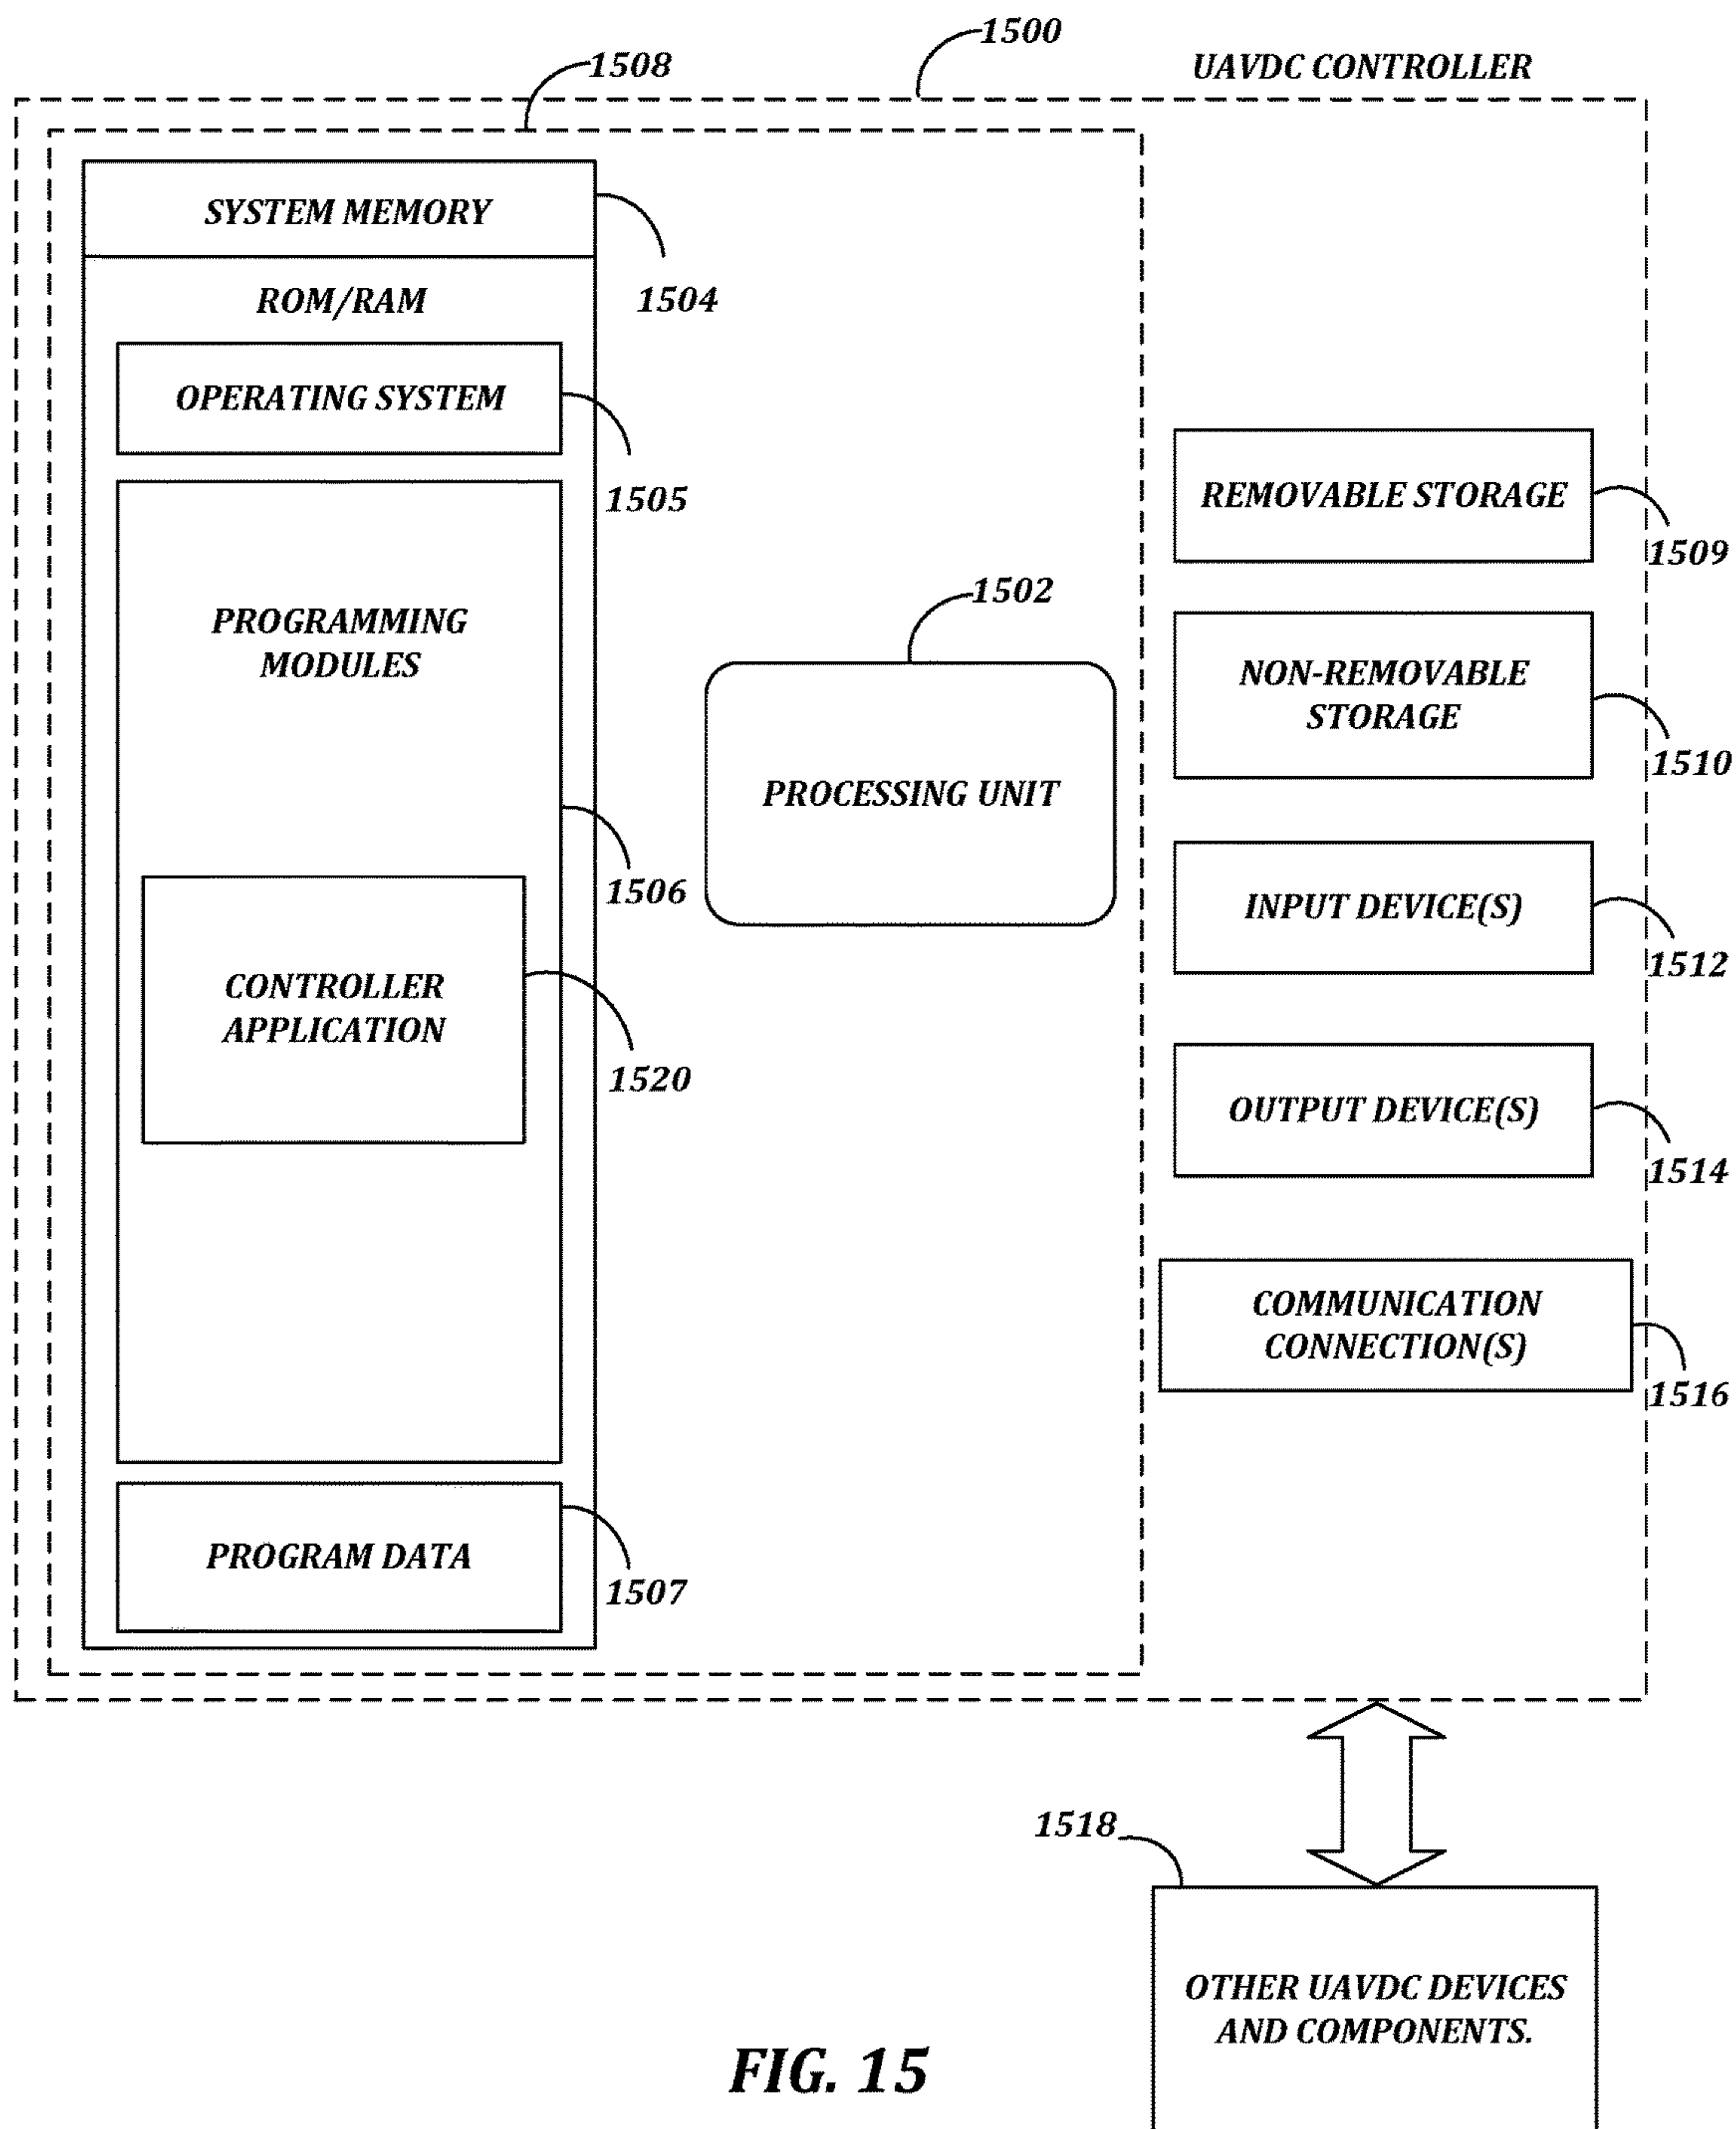 1500
1508
UAVDC CONTROLLER
SYSTEM MEMORY
1504
ROM/RAM
OPERATING SYSTEM
1505
PROGRAMMING
MODULES
1506
CONTROLLER
APPLICATION
1520
PROGRAM DATA
1507
1502
PROCESSING UNIT
REMOVABLE STORAGE
1509
NON-REMOVABLE
STORAGE
1510
INPUT DEVICE(S)
1512
OUTPUT DEVICE(S)
1514
COMMUNICATION
CONNECTION(S)
1516
1518
OTHER UAVDC DEVICES
AND COMPONENTS.
FIG. 15